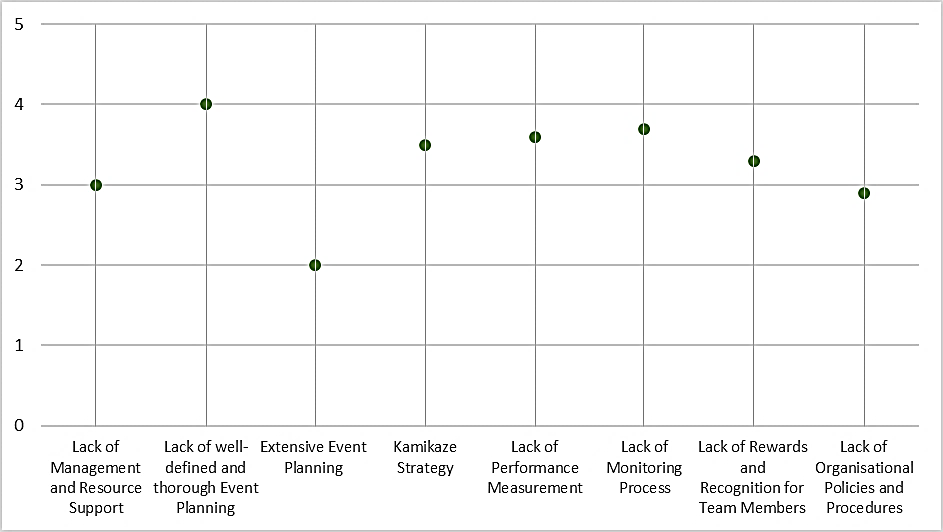 5
4
3
2
1
0
Lack of
Management
and Resource
Support
Lack of well-
defined and
thorough Event
Planning
Extensive Event
Planning
Kamikaze
Strategy
Lack of
Performance
Measurement
Lack of
Monitoring
Process
Lack of Rewards
and
Recognition for
Team Members
Lack of
Organisational
Policies and
Procedures